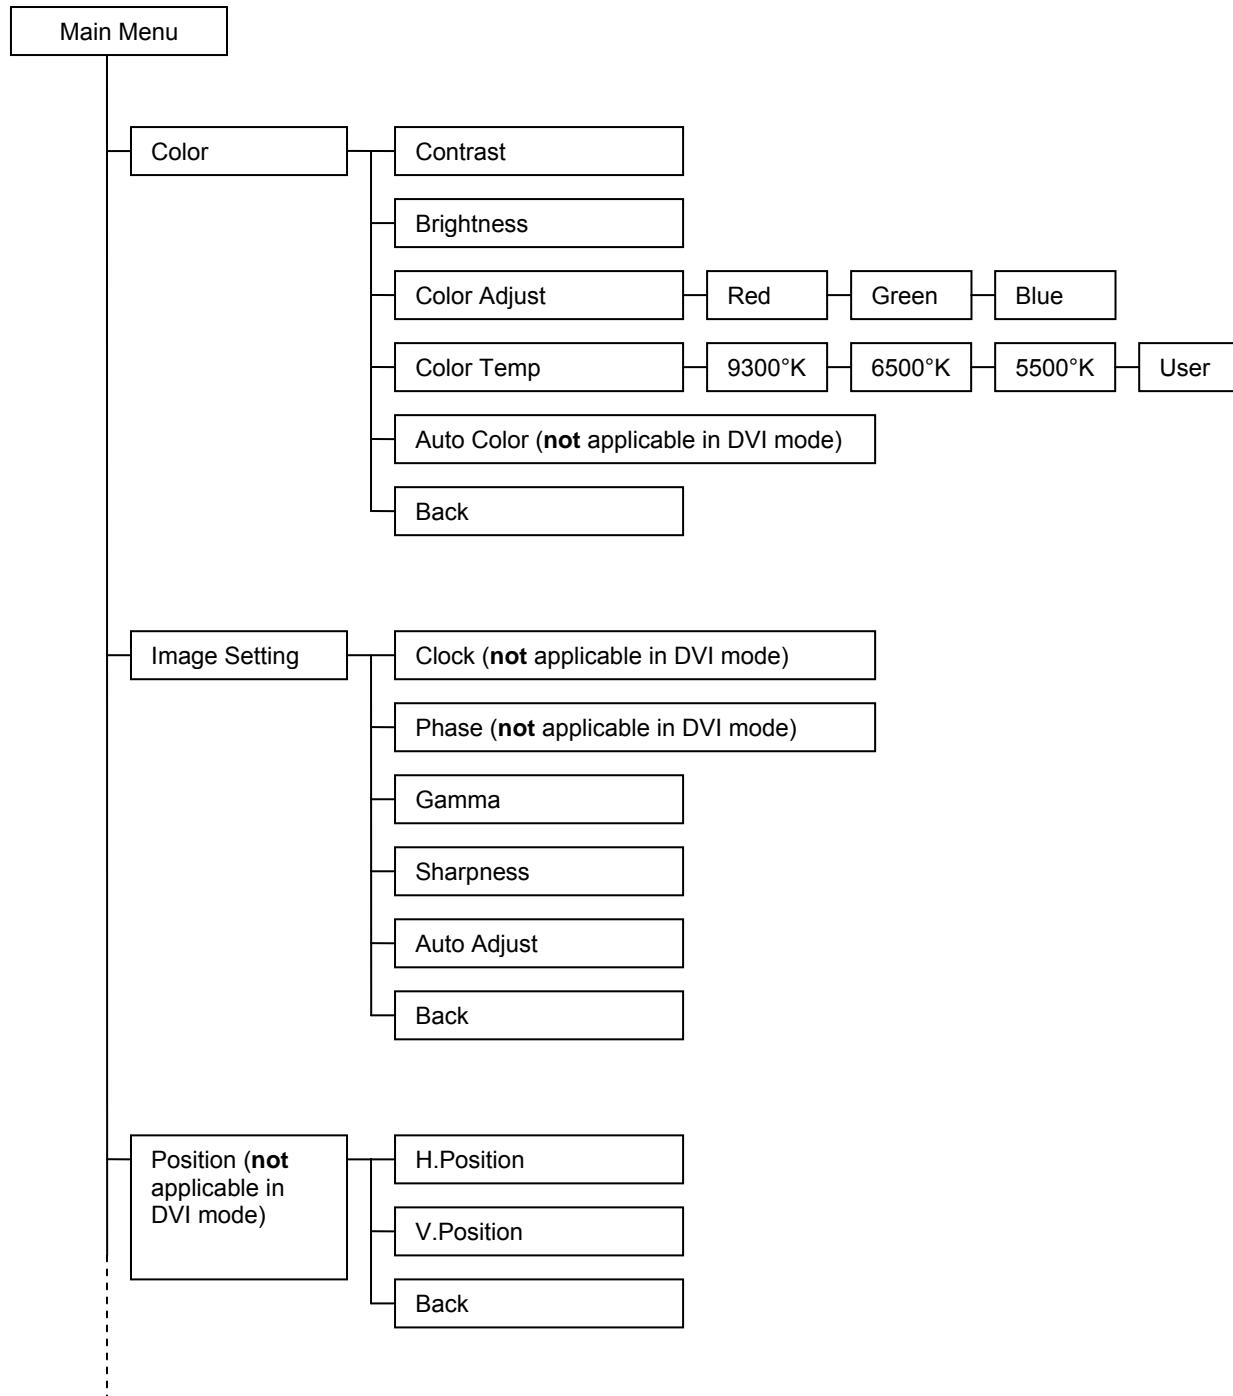 Main Menu
Color
Contrast
Brightness
Color Adjust
Red
Green
Blue
Color Temp
9300°K
6500°K
5500°K
User
Auto Color (not applicable in DVI mode)
Back
Image Setting
Clock (not applicable in DVI mode)
Phase (not applicable in DVI mode)
Gamma
Sharpness
Auto Adjust
Back
Position (not
applicable in
DVI mode)
H.Position
V.Position
Back